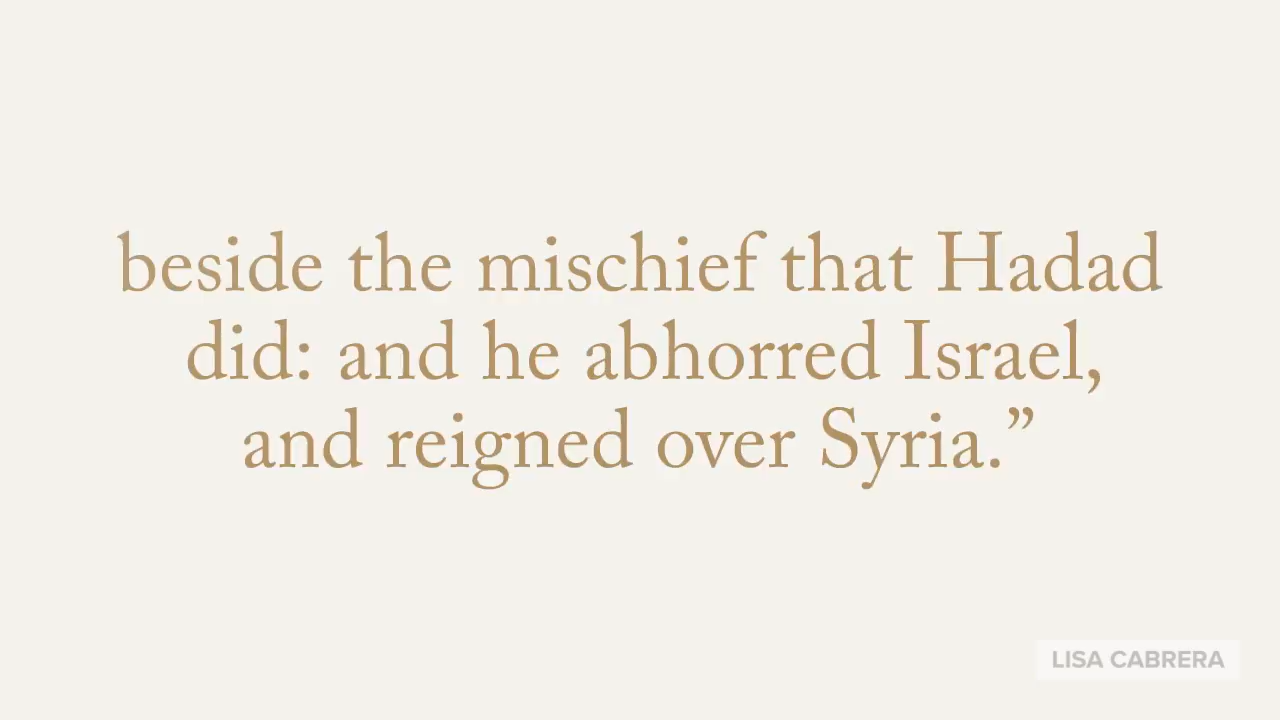 beside the mischief that Hadad
did: and he abhorred Israel,
and reigned over Syria.”
LISA CABRERA